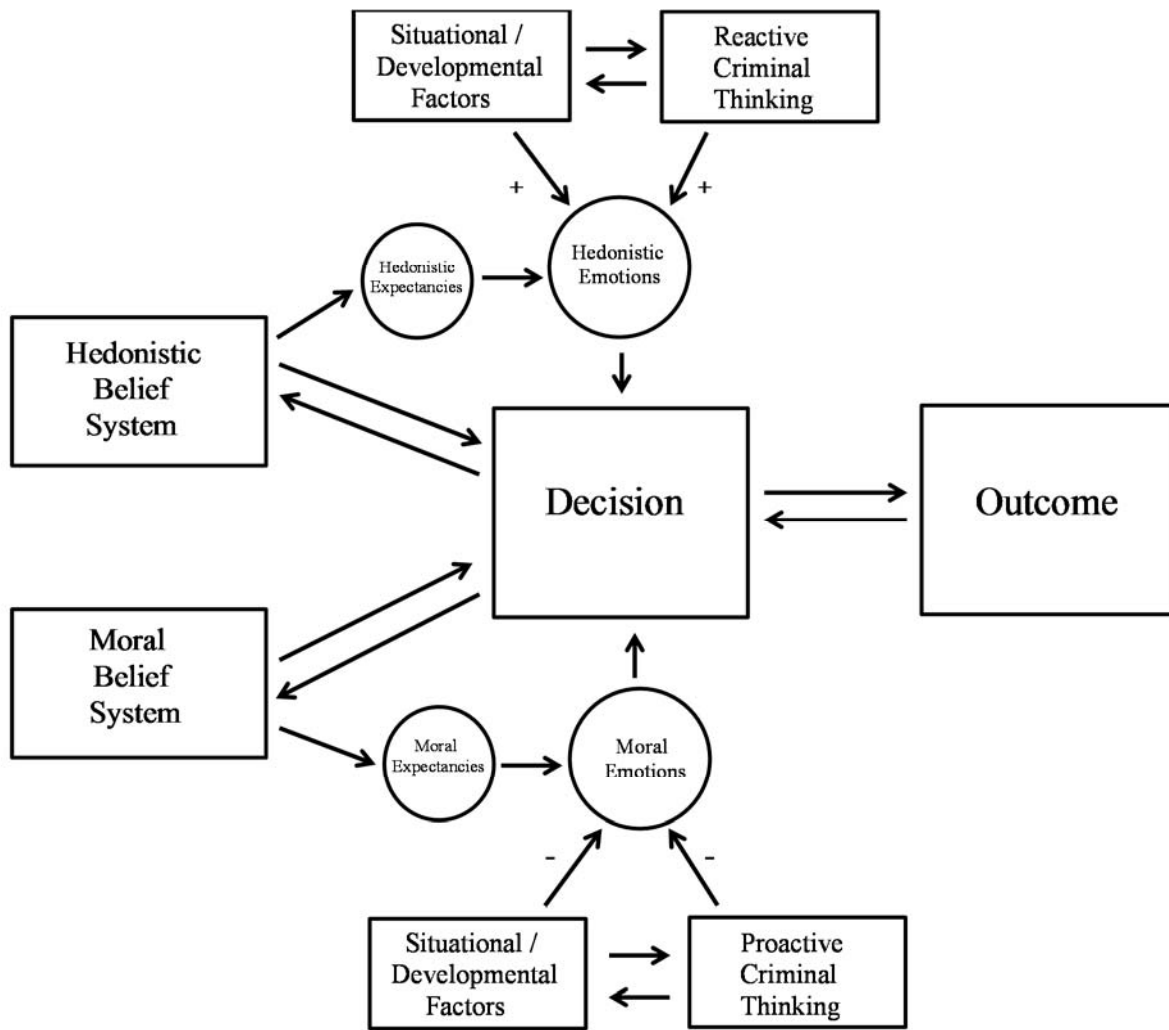 Situational /
Developmental
Factors
Reactive
Criminal
Thinking
+
+
Hedonistic
Expectancies
Hedonistic
Emotions
Hedonistic
Belief
System
Decision
Outcome
Moral
Belief
System
Moral
Expectancies
Moral
Emotions
-
-
Situational /
Developmental
Factors
Proactive
Criminal
Thinking